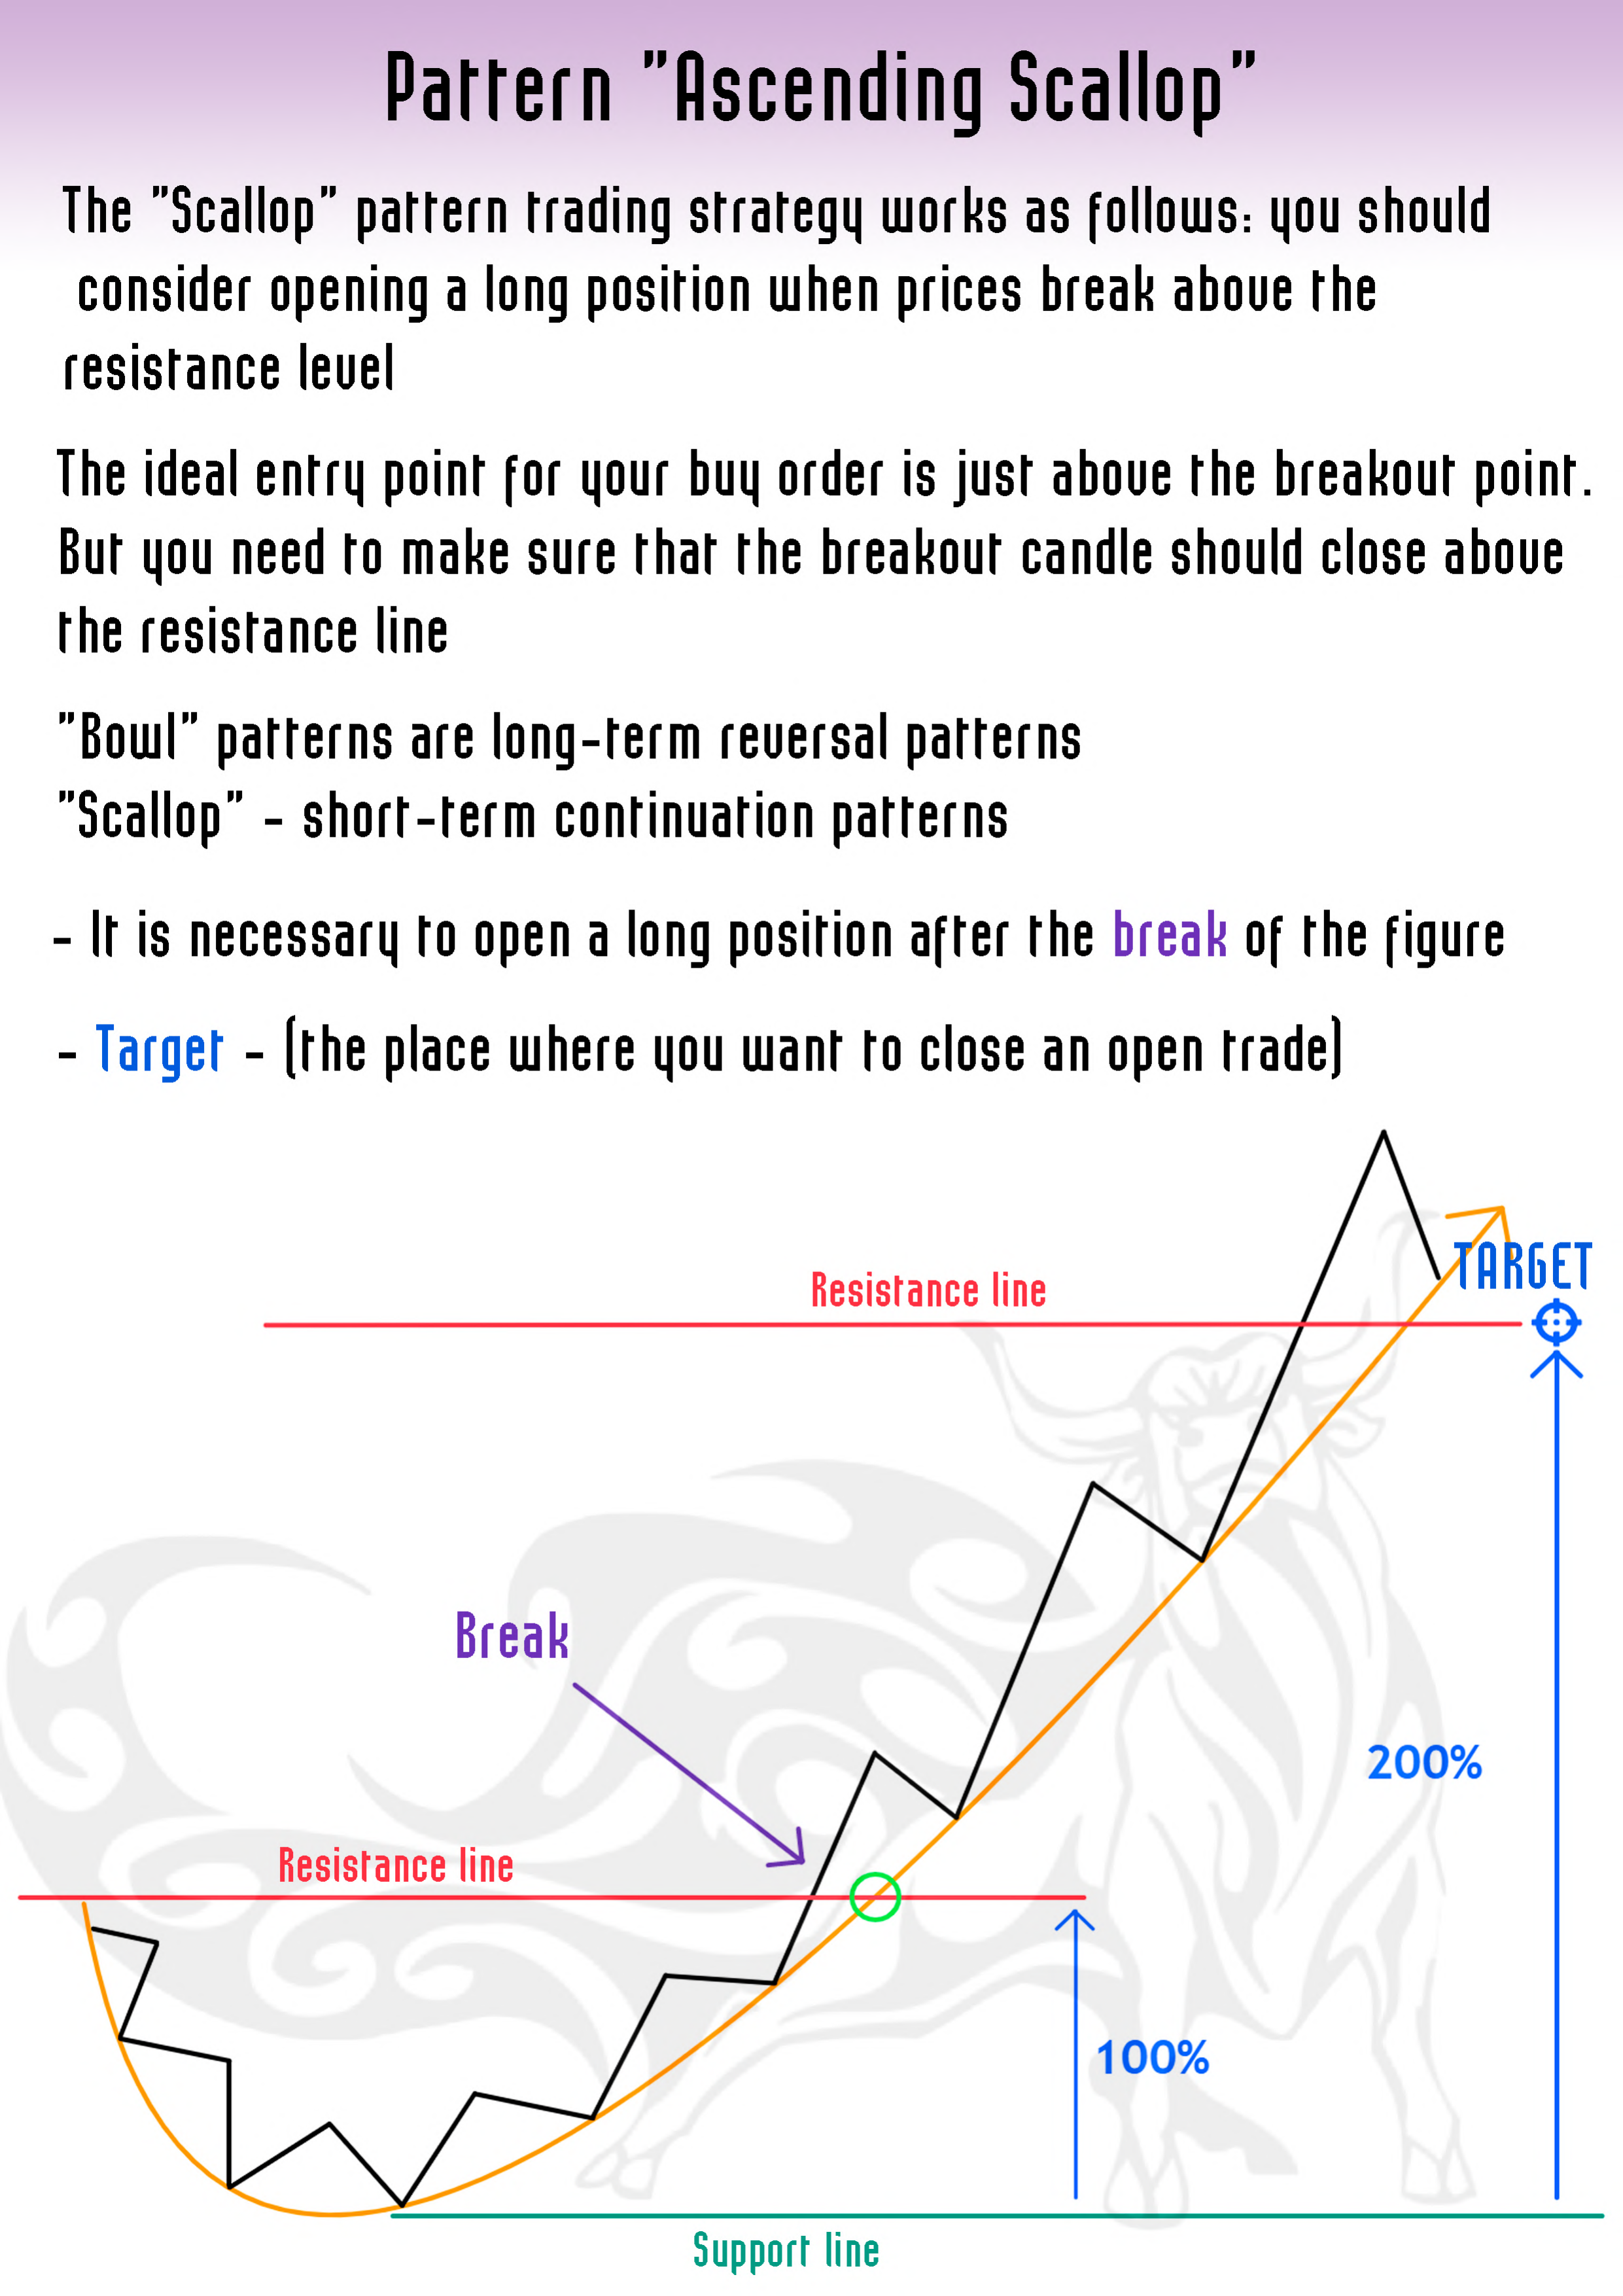 Pattern "Ascending Scallop"
The "Scallop" pattern trading strategy works as follows: you should
consider opening a long position when prices break above the
resistance level
The ideal entry point for your buy order is just above the breakout point.
But you need to make sure that the breakout candle should close above
the resistance line
"Bowl" patterns are long-term reversal patterns
"Scallop" - short-term continuation patterns
- It is necessary to open a long position after the break of the figure
- Target - (the place where you want to close an open trade)
TARGET
Resistance line
Break
200%
Resistance line
100%
Support line